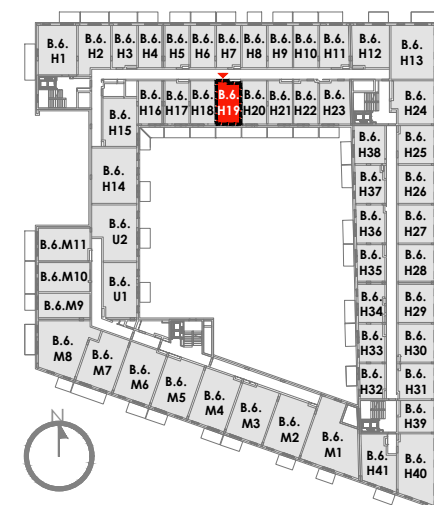 B.6. H1
B.6. H2
B.6. H3
B.6. H4
B.6. H5
B.6. H6
B.6. H7
B.6. H8
B.6. H9
B.6. H10
B.6. H11
B.6. H12
B.6. H13
B.6. H16
B.6. H17
B.6. H18
B.6. H19
B.6. H20
B.6. H21
B.6. H22
B.6. H23
B.6. H24
B.6. H15
B.6. H38
B.6. H25
B.6. H14
B.6. H37
B.6. H26
B.6. U2
B.6. H36
B.6. H27
B.6.M11
B.6. H35
B.6. H28
B.6.M10
B.6. U1
B.6. H34
B.6. H29
B.6.M9
B.6. H33
B.6. H30
B.6. M8
B.6. M7
B.6. M6
B.6. M5
B.6. M4
B.6. M3
B.6. M2
B.6. M1
B.6. H32
B.6. H31
B.6. H39
B.6. H41
B.6. H40
N